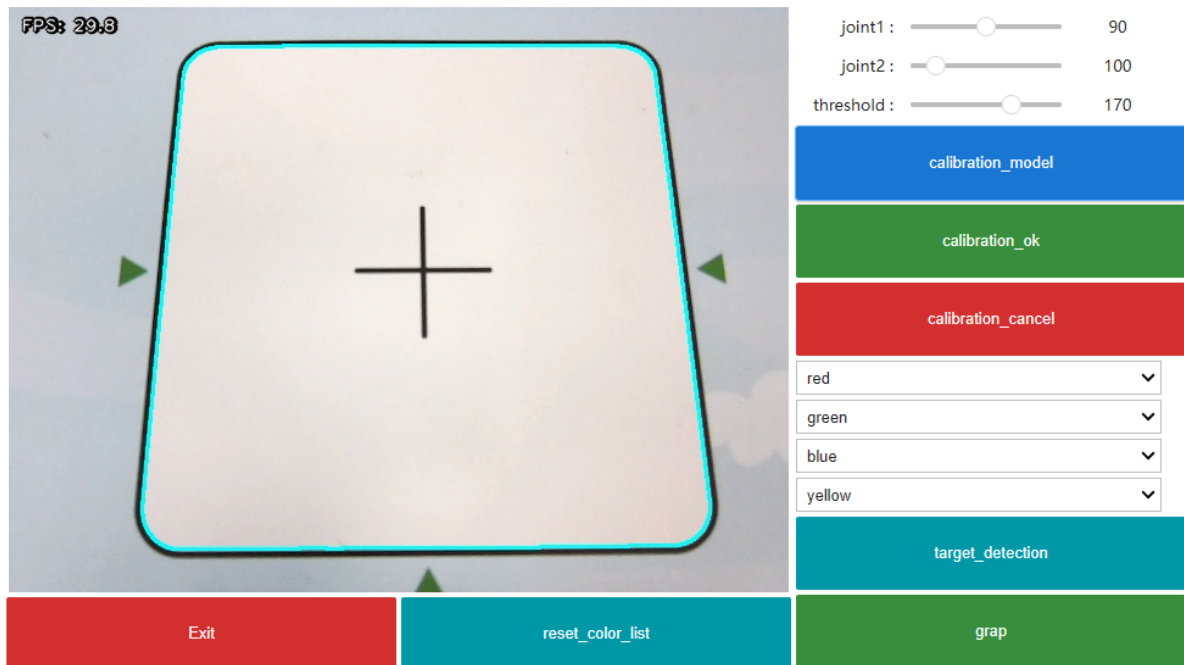 FPS: 29.8
joint1 : 90
joint2 : 100
threshold : 170
calibration_model
calibration_ok
calibration_cancel
red
green
blue
yellow
target_detection
Exit
reset_color_list
grap